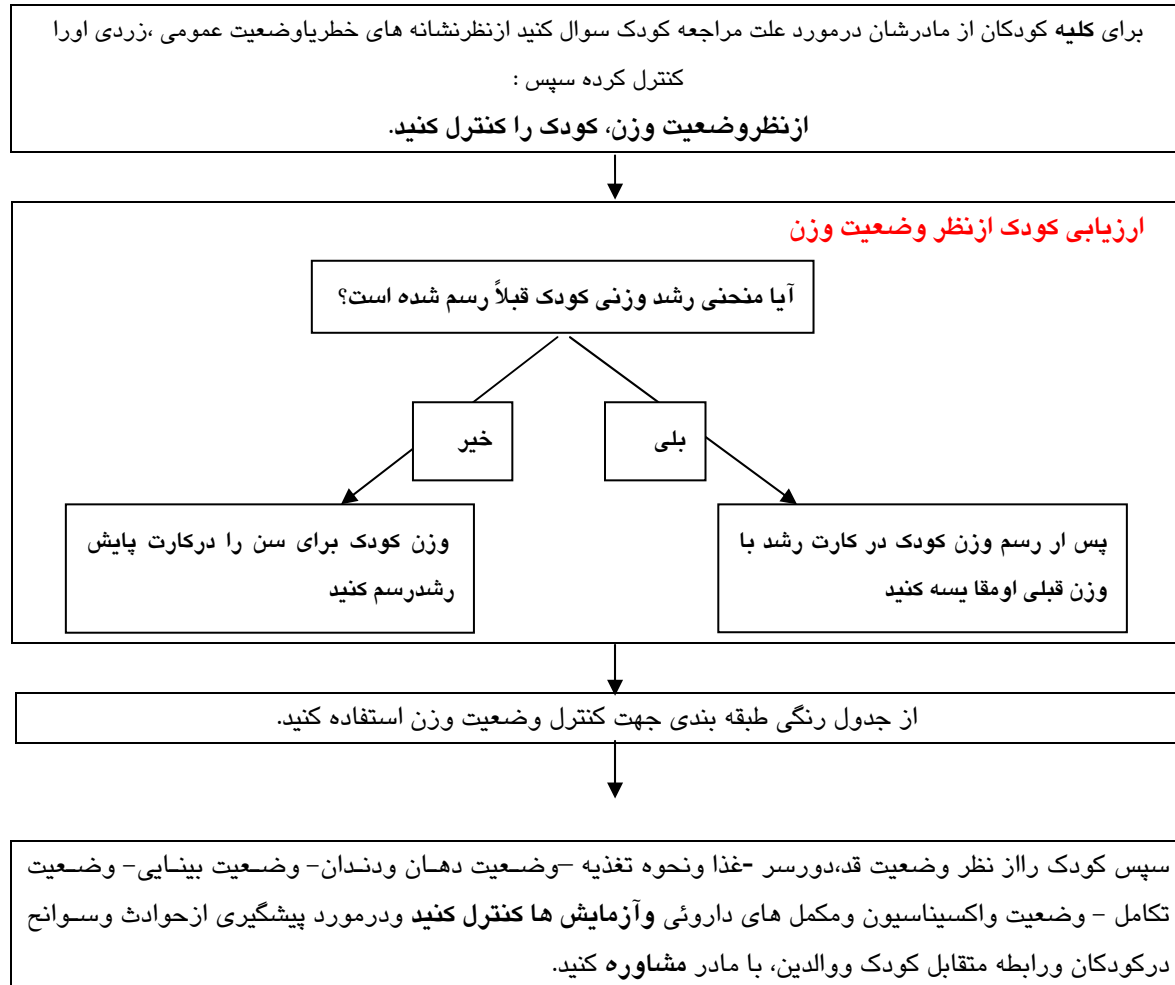 برای کلیه کودکان از مادرشان درمورد علت مراجعه کودک سوال کنید ازنظرنشانه های خطریاوضعیت عمومی ،زردی اورا
کنترل کرده سپس :
ازنظروضعیت وزن، کودک را کنترل کنید.
ارزیابی کودک ازنظر وضعیت وزن
آیا منحنی رشد وزنی کودک قبلاً رسم شده است؟
بلی
خیر
پس ار رسم وزن کودک در کارت رشد با
وزن قبلی اومقا یسه کنید
وزن کودک برای سن را درکارت پایش
رشدرسم کنید
از جدول رنگی طبقه بندی جهت کنترل وضعیت وزن استفاده کنید.
سپس کودک رااز نظر وضعیت قد،دورسر -غذا ونحوه تغذیه –وضـعیت دهـان ودنـدان– وضـعیت بینـایی– وضـعیت
تکامل – وضعیت واکسیناسیون ومکمل های داروئی وآزمایش ها کنترل کنید ودرمورد پیشگیری ازحوادث وسـوانح
درکودکان ورابطه متقابل کودک ووالدین، با مادر مشاوره کنید.